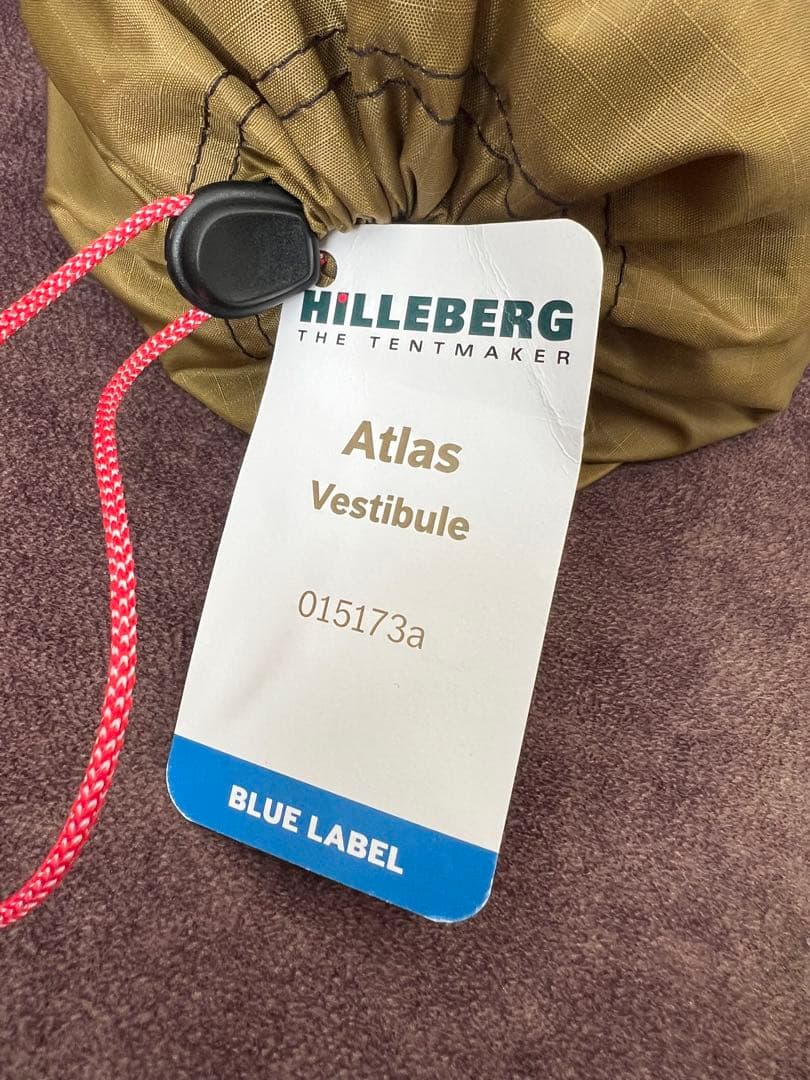 HiLLEBERG
THE TENTMAKER
Atlas
Vestibule
015173a
BLUE LABEL